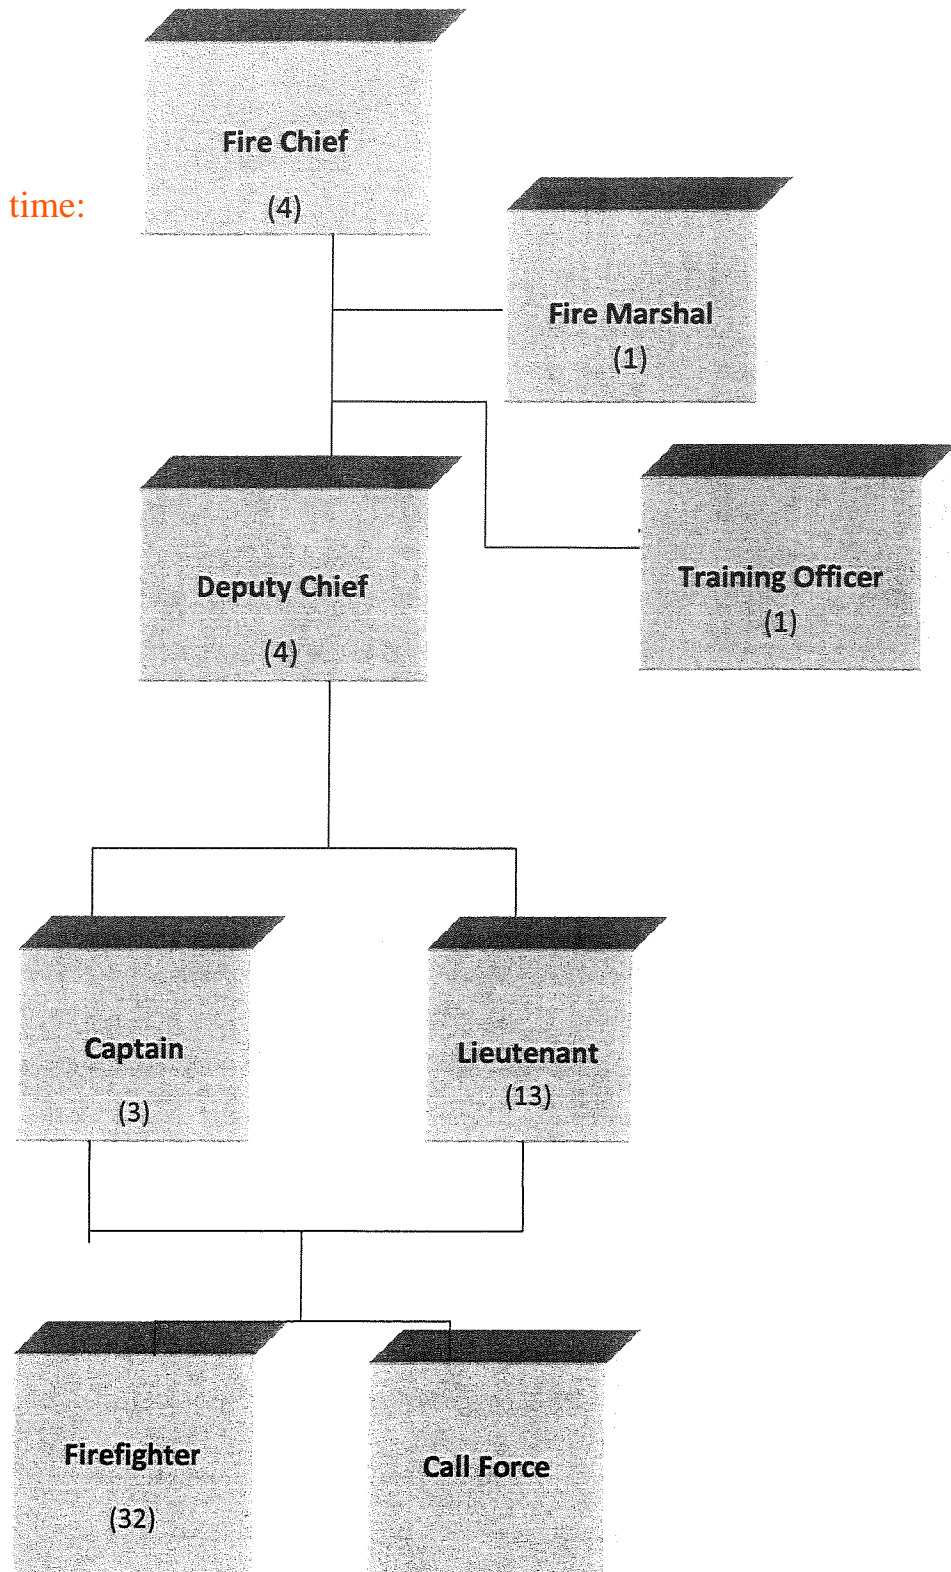 Fire Chief
(4)
time:
Fire Marshal
(1)
Deputy Chief
(4)
Training Officer
(1)
Captain
(3)
Lieutenant
(13)
Firefighter
(32)
Call Force